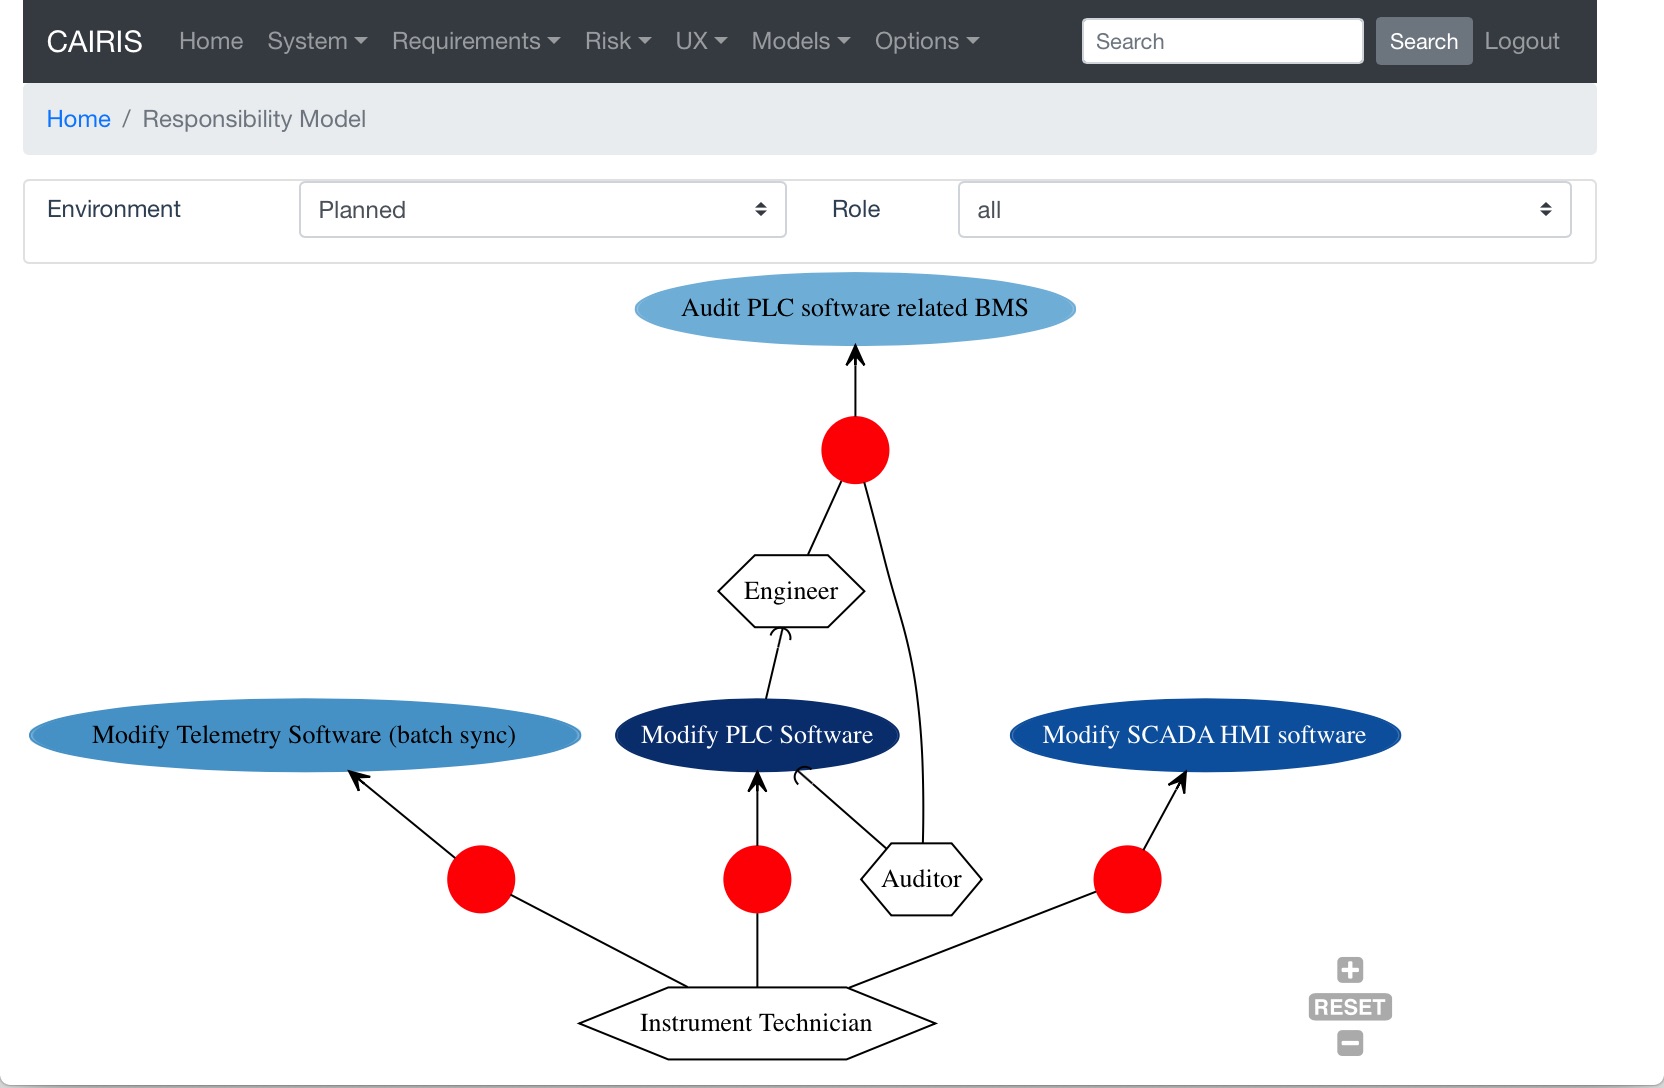 CAIRIS Home System Requirements Risk UX Models Options Search Search Logout
Home / Responsibility Model
Environment Planned Role all
Audit PLC software related BMS
Engineer
Modify Telemetry Software (batch sync) Modify PLC Software Modify SCADA HMI software
Auditor
RESET
Instrument Technician